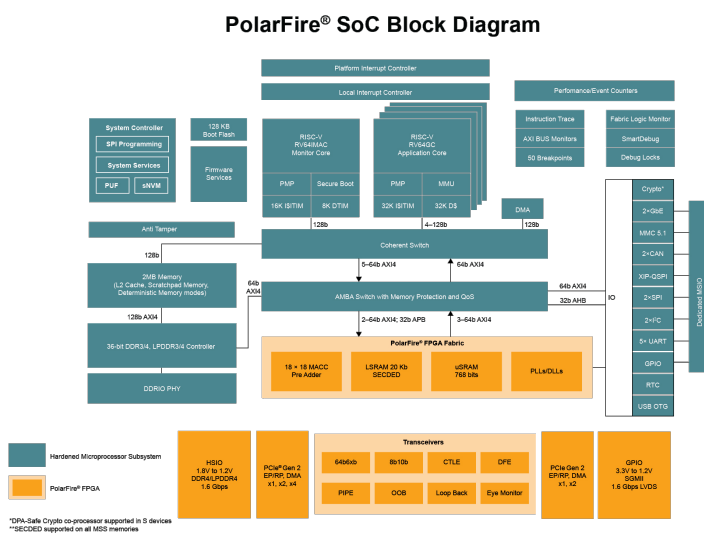 PolarFire® SoC Block Diagram
Platform Interrupt Controller
Local Interrupt Controller
Perfomance/Event Counters
System Controller
SPI Programming
System Services
PUF
sNVM
128 KB
Boot Flash
Firmware
Services
RISC-V
RV64IMAC
Monitor Core
PMP
Secure Boot
16K I$ITIM
8K DTIM
RISC-V
RV64GC
Application Core
PMP
MMU
32K I$ITIM
32K D$
Instruction Trace
AXI BUS Monitors
50 Breakpoints
Fabric Logic Monitor
SmartDebug
Debug Locks
DMA
Anti Tamper
128b
4–128b
128b
128b
Coherent Switch
5–64b AXI4
64b AXI4
2MB Memory
(L2 Cache, Scratchpad Memory,
Deterministic Memory modes)
64b
AXI4
AMBA Switch with Memory Protection and QoS
64b AXI4
32b AHB
IO
128b AXI4
2–64b AXI4; 32b APB
3–64b AXI4
36-bit DDR3/4, LPDDR3/4 Controller
DDRIO PHY
PolarFire® FPGA Fabric
18 × 18 MACC
Pre Adder
LSRAM 20 Kb
SECDED
uSRAM
768 bits
PLLs/DLLs
Crypto*
2×GbE
MMC 5.1
2×CAN
XIP-QSPI
2×SPI
2×I²C
5× UART
GPIO
RTC
USB OTG
Dedicated MSIO
Hardened Microprocessor Subsystem
PolarFire® FPGA
HSIO
1.8V to 1.2V
DDR4/LPDDR4
1.6 Gbps
PCIe® Gen 2
EP/RP, DMA
x1, x2, x4
Transceivers
64b6xb
8b10b
CTLE
DFE
PIPE
OOB
Loop Back
Eye Monitor
PCIe Gen 2
EP/RP, DMA
x1, x2
GPIO
3.3V to 1.2V
SGMII
1.6 Gbps LVDS
*DPA-Safe Crypto co-processor supported in S devices
**SECDED supported on all MSS memories